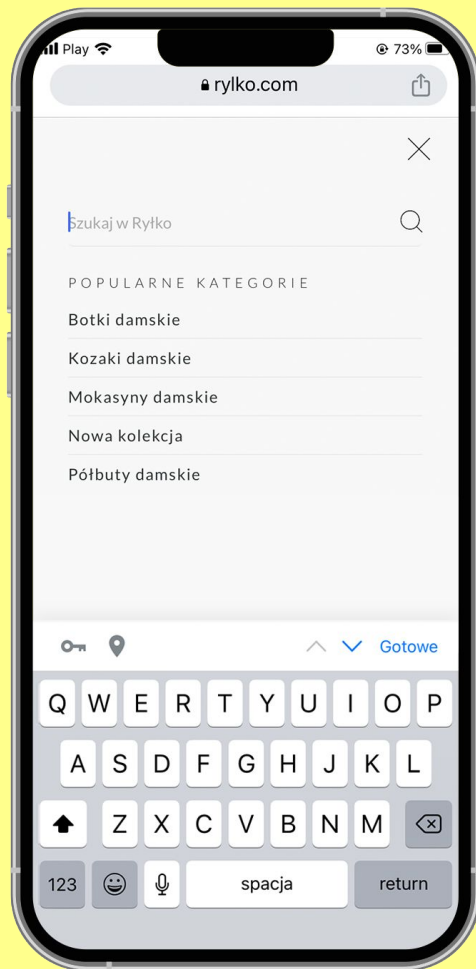 Play 73%
rylko.com
Szukaj w Ryłko
POPULARNE KATEGORIE
Botki damskie
Kozaki damskie
Mokasyny damskie
Nowa kolekcja
Półbuty damskie
Gotowe
Q W E R T Y U I O P
A S D F G H J K L
Z X C V B N M
123 spacja return